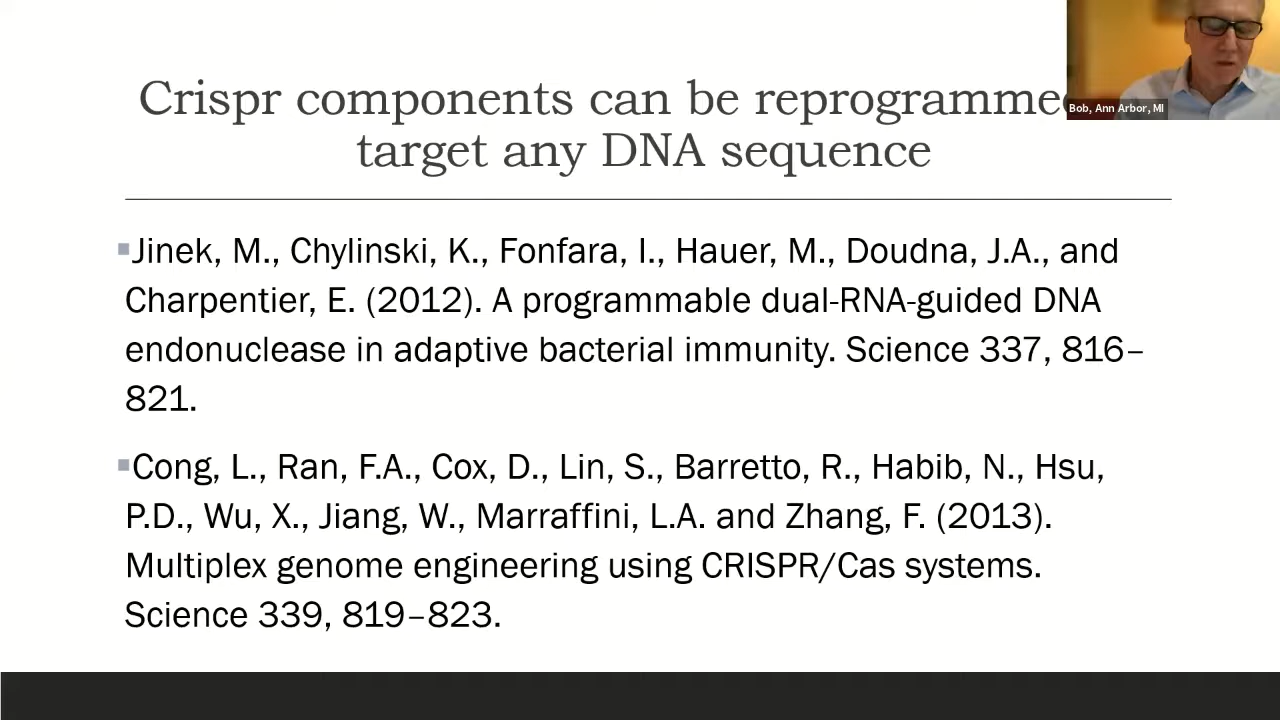 Crispr components can be reprogramme
target any DNA sequence
Bob, Ann Arbor, MI
▪Jinek, M., Chylinski, K., Fonfara, I., Hauer, M., Doudna, J.A., and
Charpentier, E. (2012). A programmable dual-RNA-guided DNA
endonuclease in adaptive bacterial immunity. Science 337, 816–
821.
▪Cong, L., Ran, F.A., Cox, D., Lin, S., Barretto, R., Habib, N., Hsu,
P.D., Wu, X., Jiang, W., Marraffini, L.A. and Zhang, F. (2013).
Multiplex genome engineering using CRISPR/Cas systems.
Science 339, 819–823.